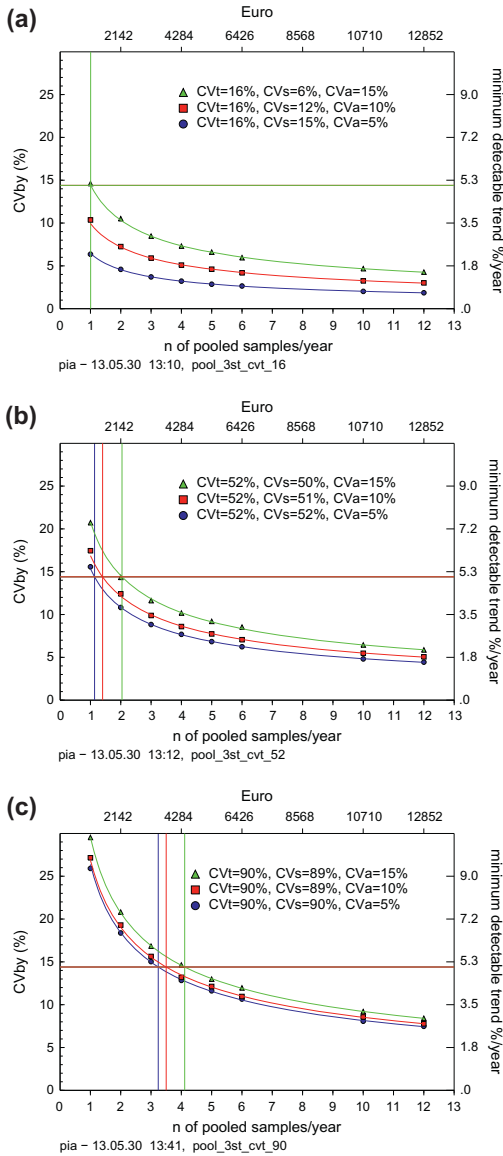 (a)
Euro
2142 4284 6426 8568 10710 12852
CVt=16%, CVs=6%, CVa=15%
CVt=16%, CVs=12%, CVa=10%
CVt=16%, CVs=15%, CVa=5%
CVby (%)
0 5 10 15 20 25
.0 1.8 3.5 5.3 7.2 9.0
minimum detectable trend %/year
0 1 2 3 4 5 6 7 8 9 10 11 12 13
n of pooled samples/year
pia - 13.05.30 13:10, pool_3st_cvt_16
(b)
Euro
2142 4284 6426 8568 10710 12852
CVt=52%, CVs=50%, CVa=15%
CVt=52%, CVs=51%, CVa=10%
CVt=52%, CVs=52%, CVa=5%
CVby (%)
0 5 10 15 20 25
.0 1.8 3.5 5.3 7.2 9.0
minimum detectable trend %/year
0 1 2 3 4 5 6 7 8 9 10 11 12 13
n of pooled samples/year
pia - 13.05.30 13:12, pool_3st_cvt_52
(c)
Euro
2142 4284 6426 8568 10710 12852
CVt=90%, CVs=89%, CVa=15%
CVt=90%, CVs=89%, CVa=10%
CVt=90%, CVs=90%, CVa=5%
CVby (%)
0 5 10 15 20 25
.0 1.8 3.5 5.3 7.2 9.0
minimum detectable trend %/year
0 1 2 3 4 5 6 7 8 9 10 11 12 13
n of pooled samples/year
pia - 13.05.30 13:41, pool_3st_cvt_90